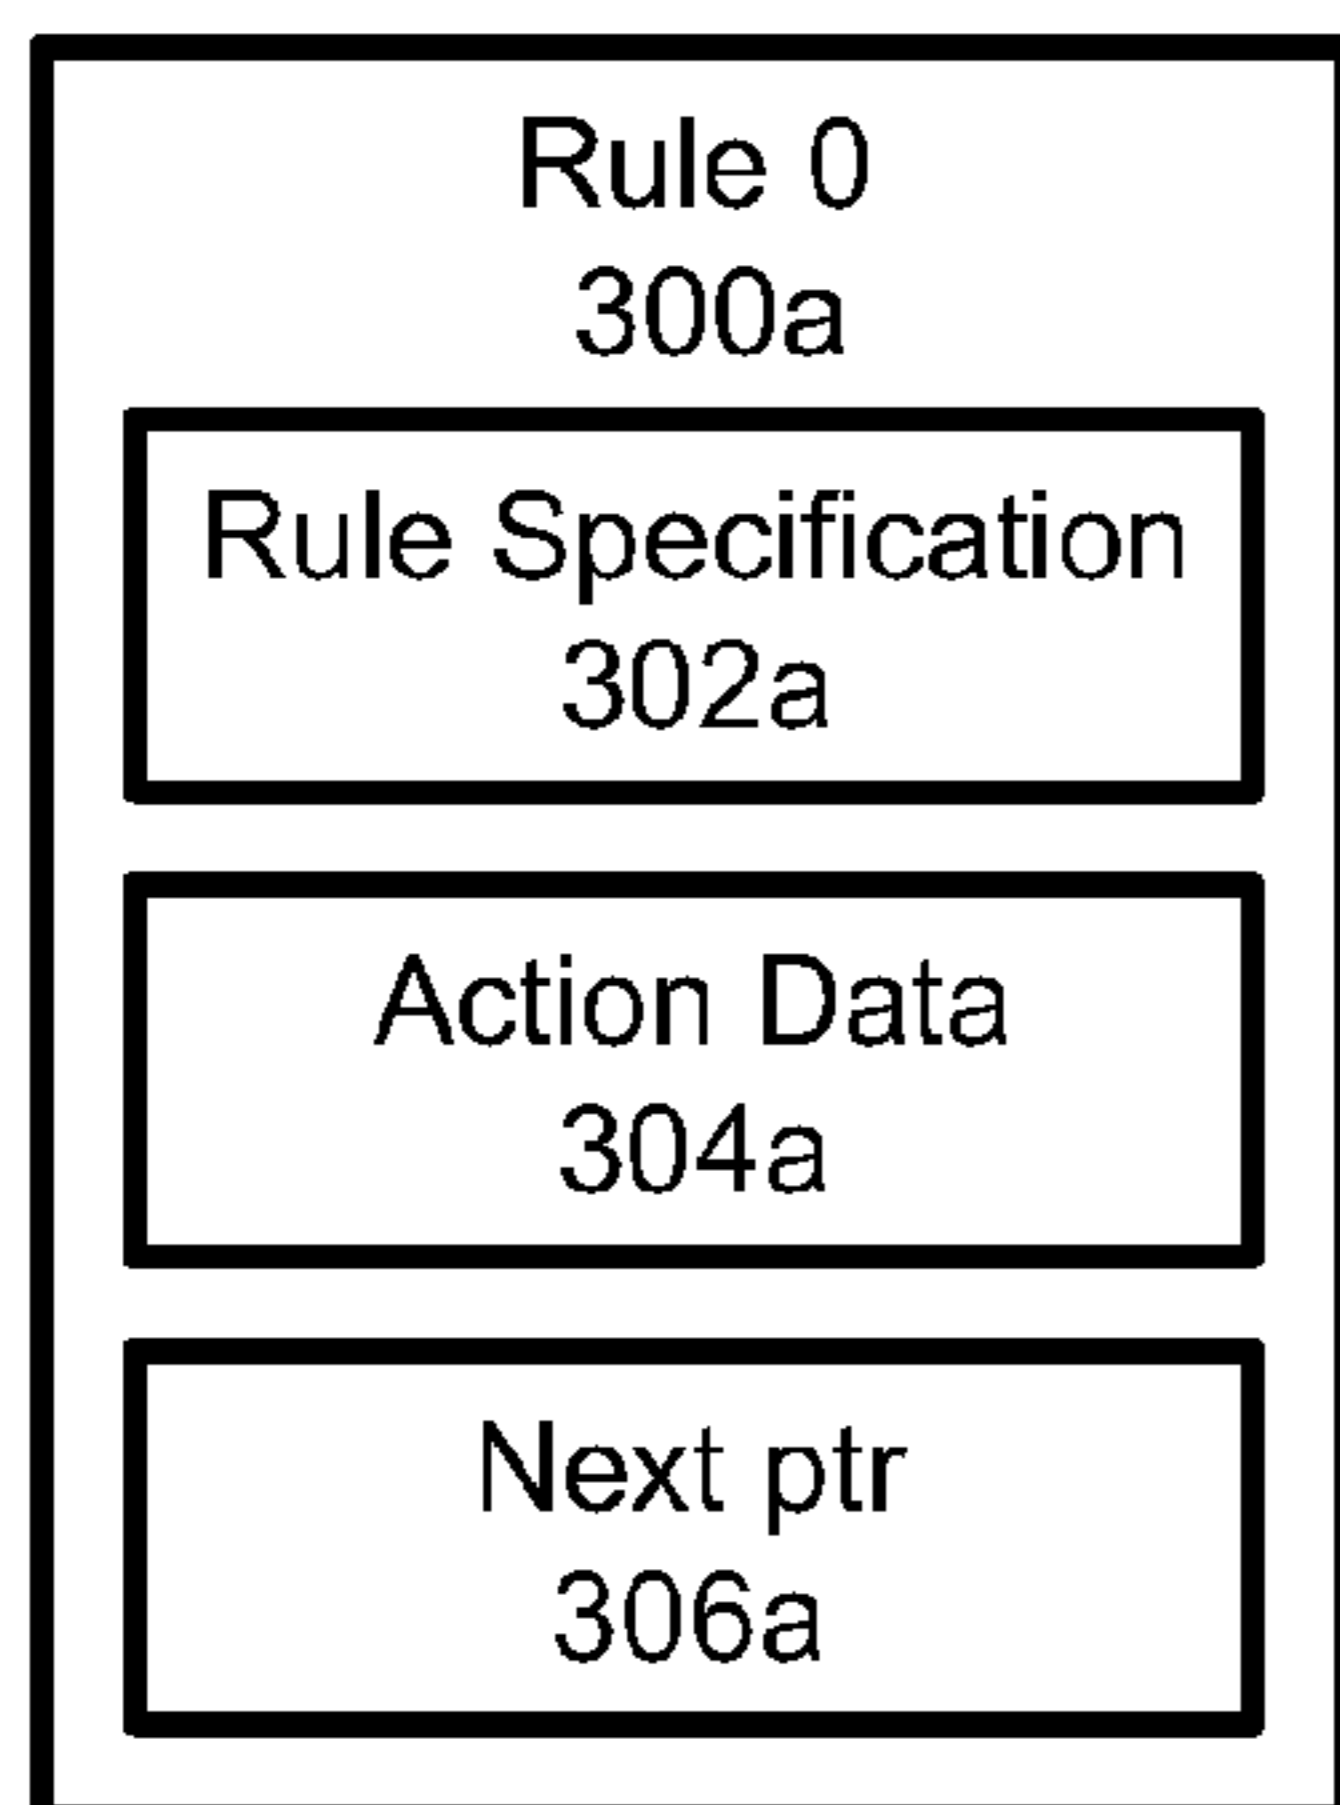 Rule 0
300a
Rule Specification
302a
Action Data
304a
Next ptr
306a